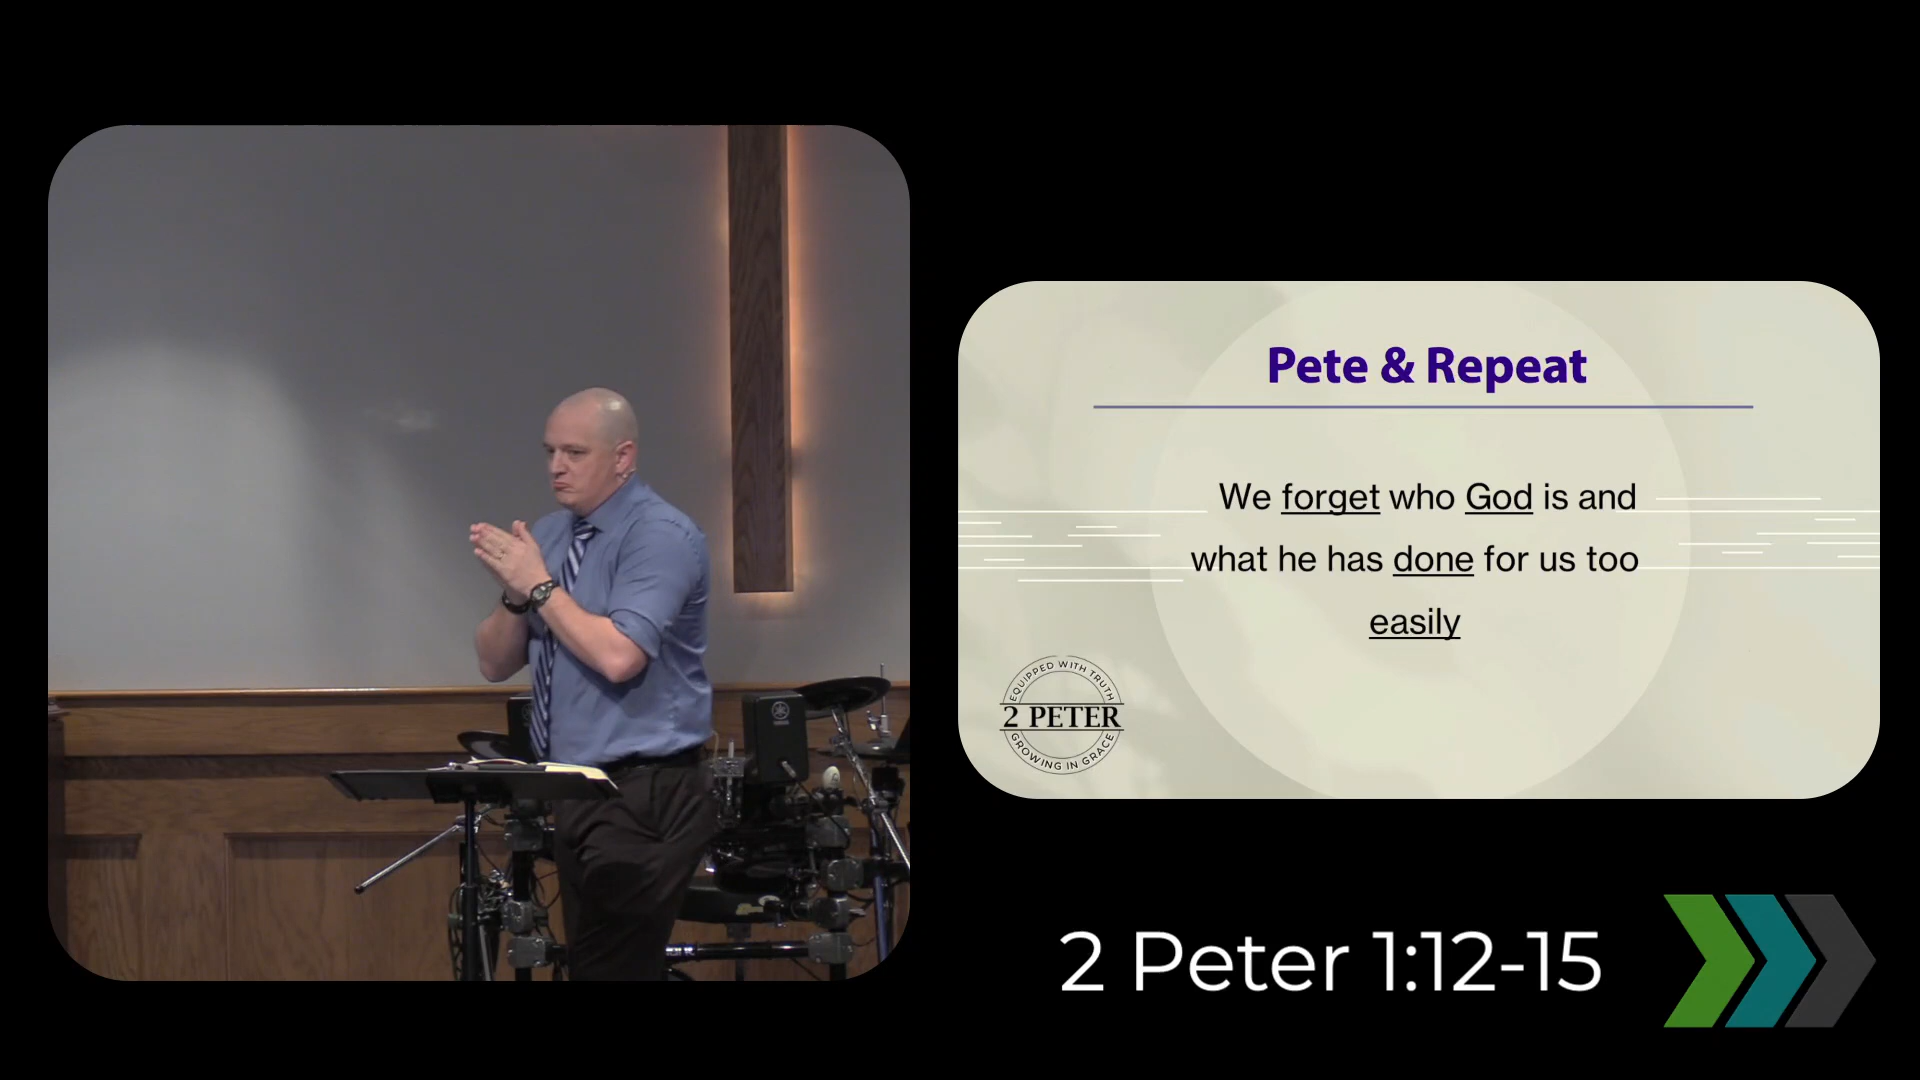 Pete & Repeat
We forget who God is and
what he has done for us too
easily
EQUIPPED WITH TRUTH
2 PETER
GROWING IN GRACE
2 Peter 1:12-15